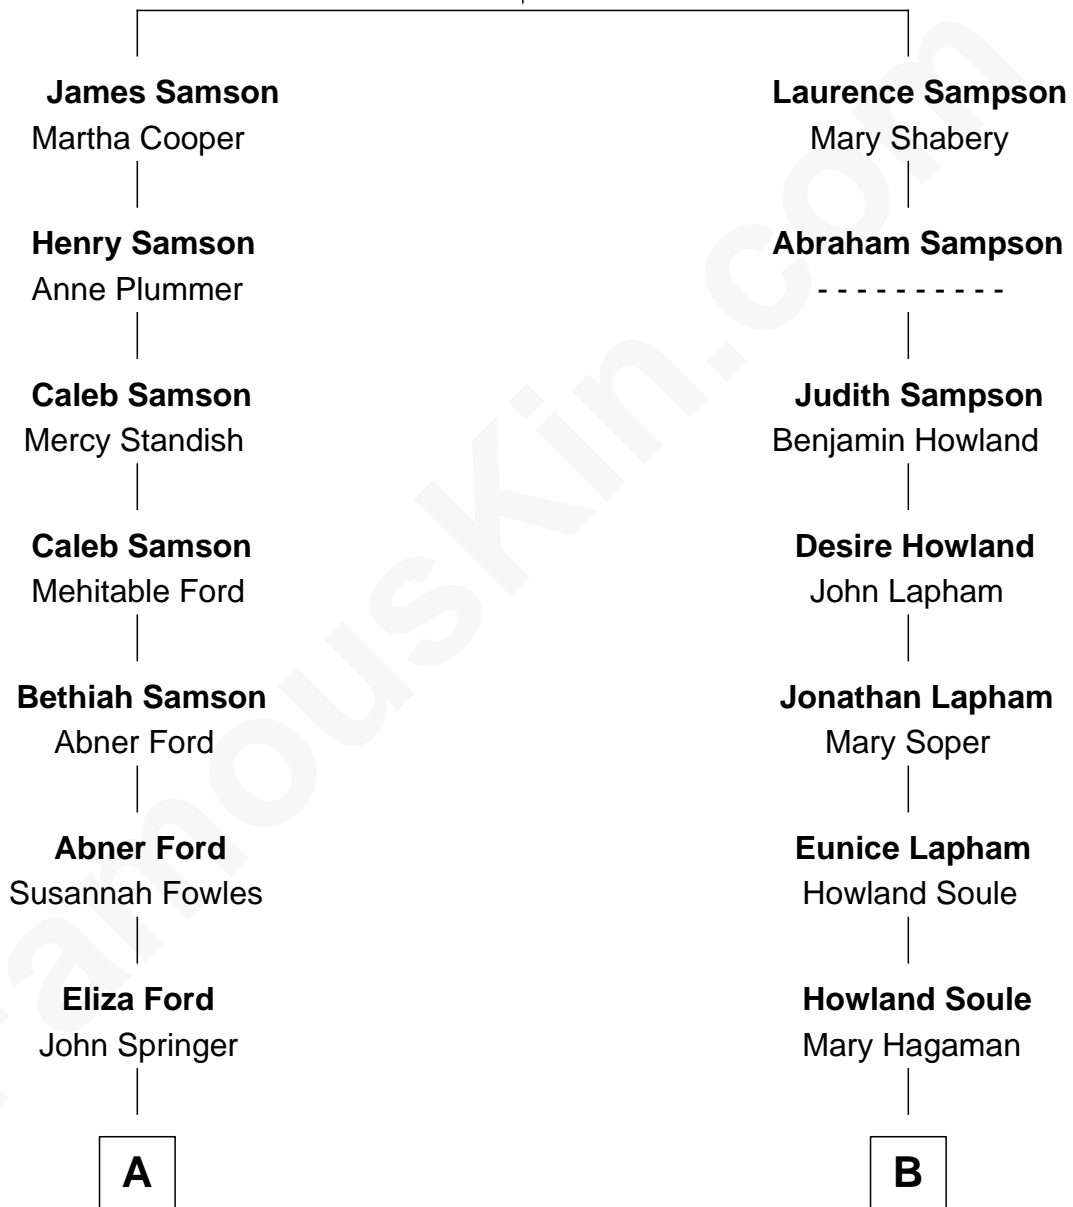 James Samson
Martha Cooper
Laurence Sampson
Mary Shabery
Henry Samson
Anne Plummer
Abraham Sampson
- - - - - - - - - -
Caleb Samson
Mercy Standish
Judith Sampson
Benjamin Howland
Caleb Samson
Mehitable Ford
Desire Howland
John Lapham
Bethiah Samson
Abner Ford
Jonathan Lapham
Mary Soper
Abner Ford
Susannah Fowles
Eunice Lapham
Howland Soule
Eliza Ford
John Springer
Howland Soule
Mary Hagaman
A
B
FamousKin.com